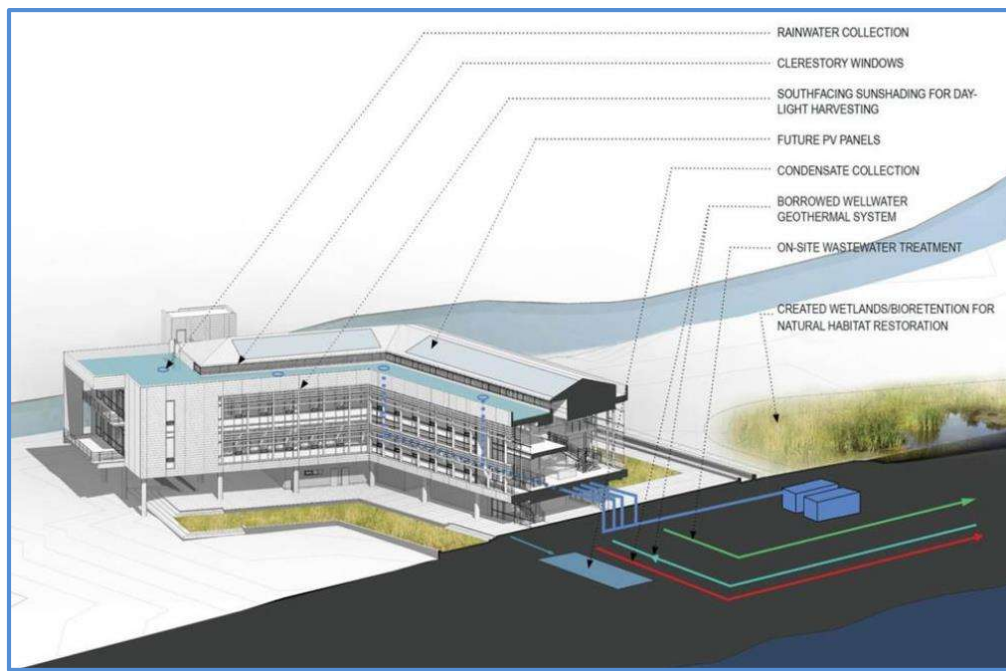 RAINWATER COLLECTION
CLERESTORY WINDOWS
SOUTHFACING SUNSHADING FOR DAY-
LIGHT HARVESTING
FUTURE PV PANELS
CONDENSATE COLLECTION
BORROWED WELLWATER
GEOTHERMAL SYSTEM
ON-SITE WASTEWATER TREATMENT
CREATED WETLANDS/BIORETENTION FOR
NATURAL HABITAT RESTORATION